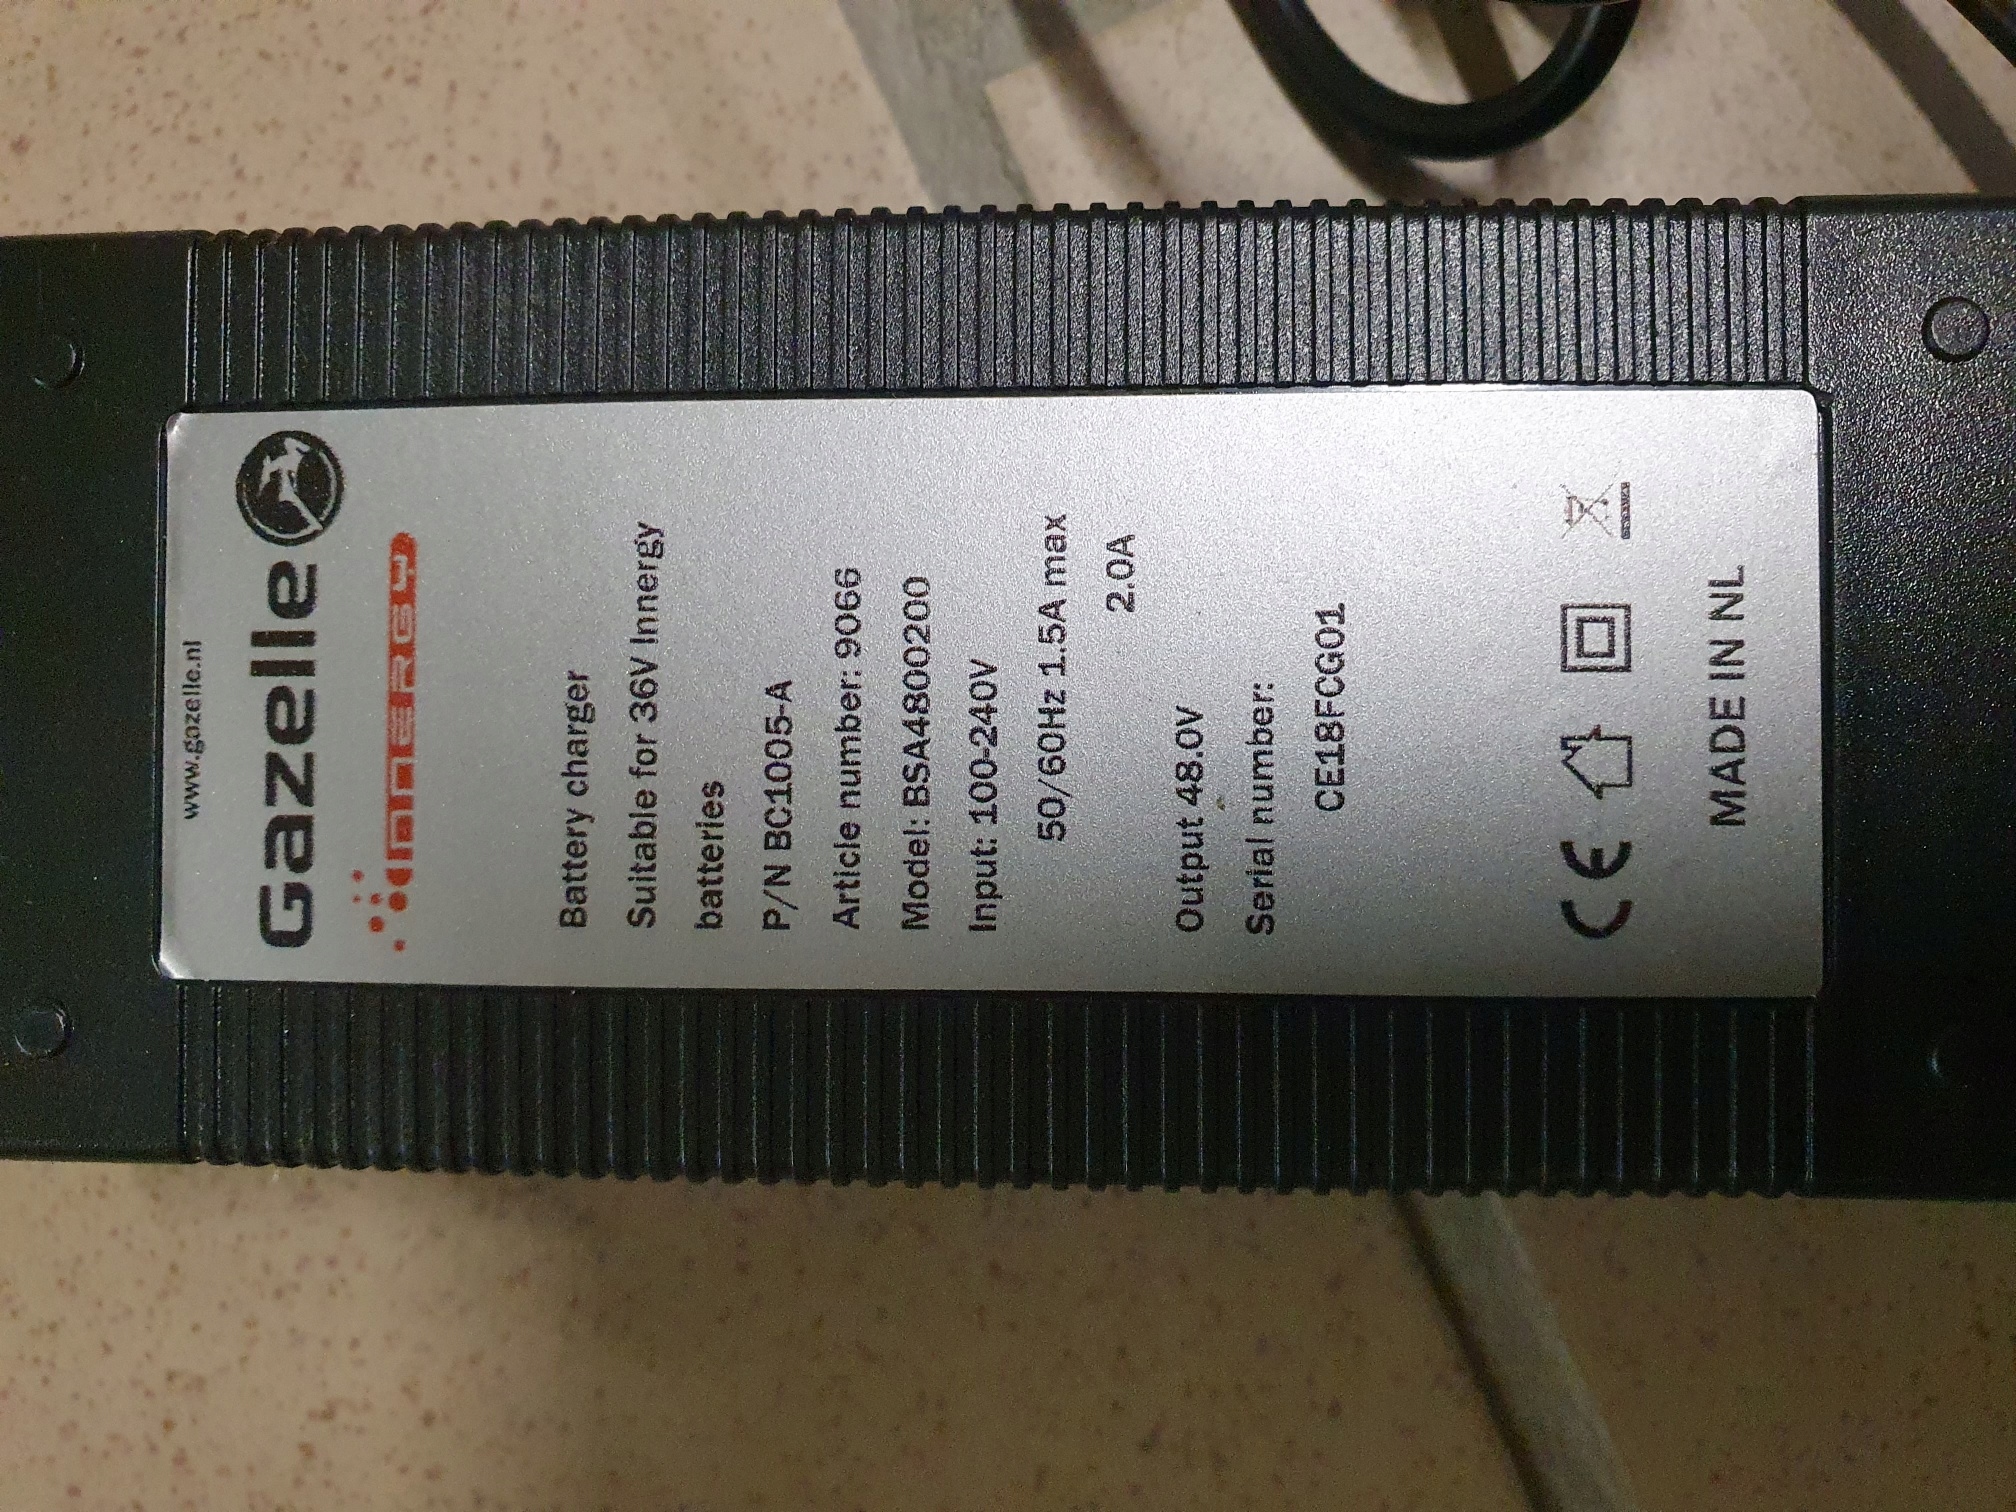 www.gazelle.nl
Gazelle
innergy
Battery charger
Suitable for 36V Innergy
batteries
P/N BC1005-A
Article number: 9066
Model: BSA4800200
Input: 100-240V
50/60Hz 1.5A max
2.0A
Output 48.0V
Serial number:
CE18FCG01
CE
MADE IN NL